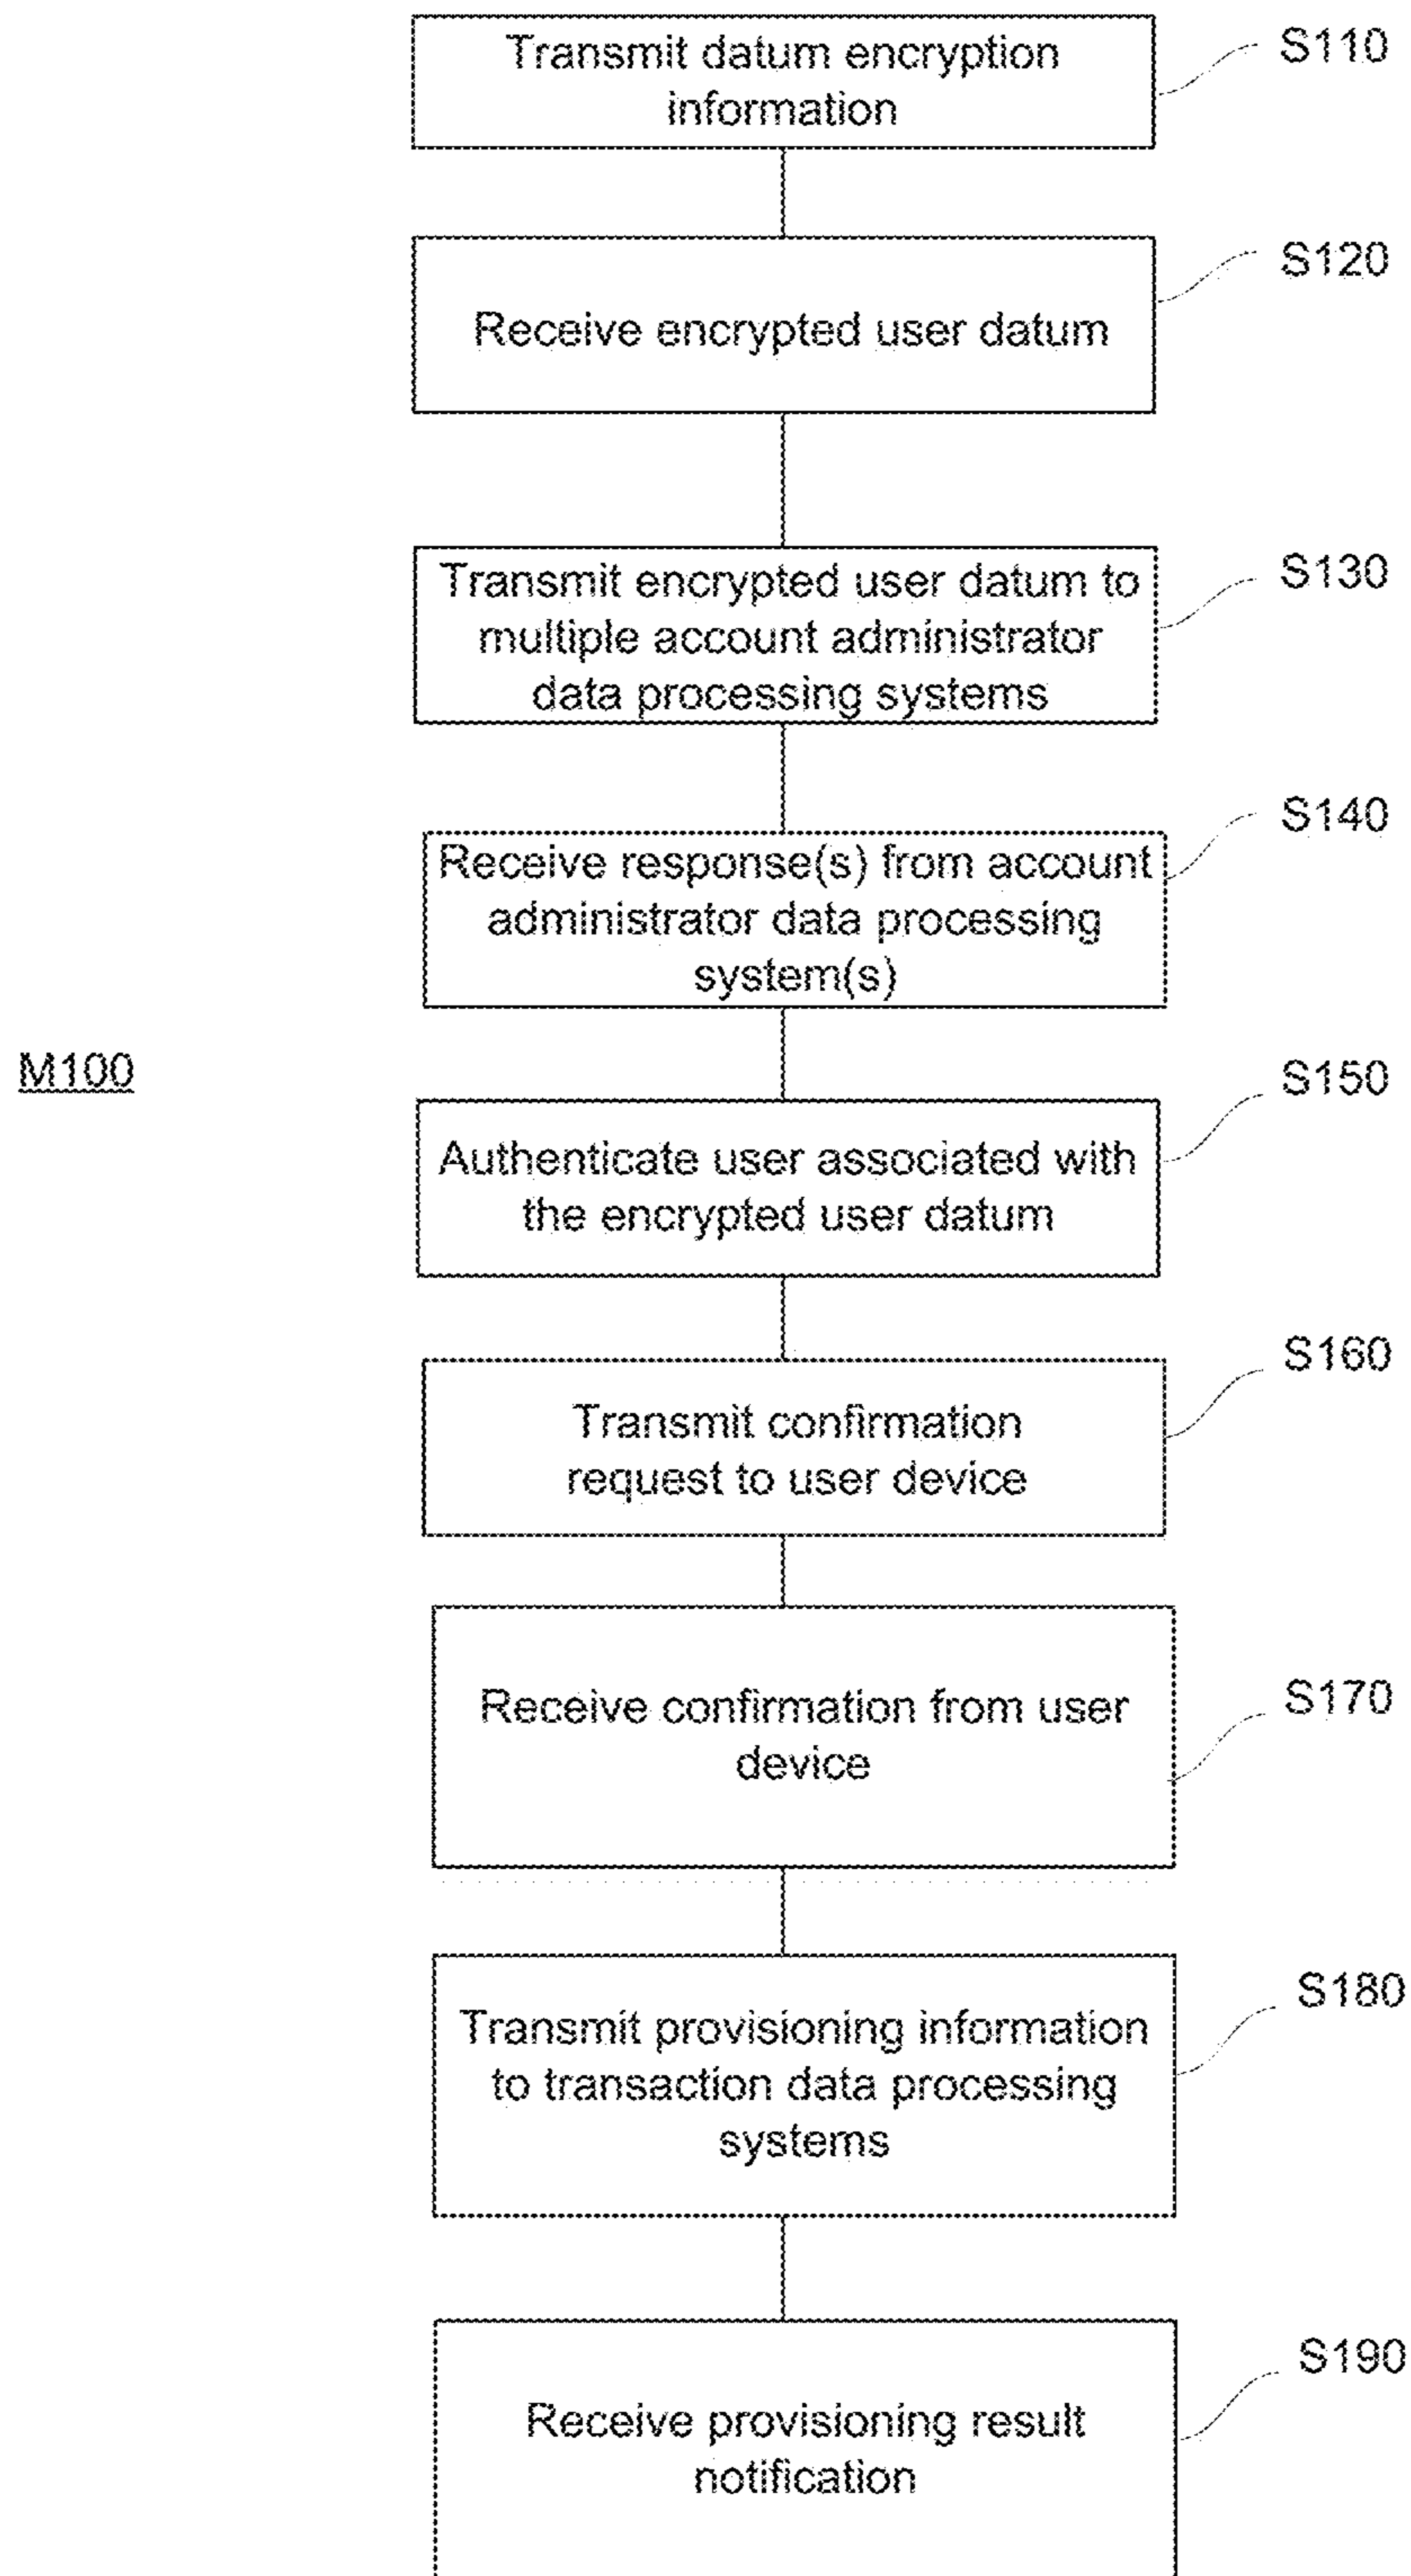 Transmit datum encryption
information
S110
Receive encrypted user datum
S120
Transmit encrypted user datum to
multiple account administrator
data processing systems
S130
Receive response(s) from account
administrator data processing
system(s)
S140
M100
Authenticate user associated with
the encrypted user datum
S150
Transmit confirmation
request to user device
S160
Receive confirmation from user
device
S170
Transmit provisioning information
to transaction data processing
systems
S180
Receive provisioning result
notification
S190